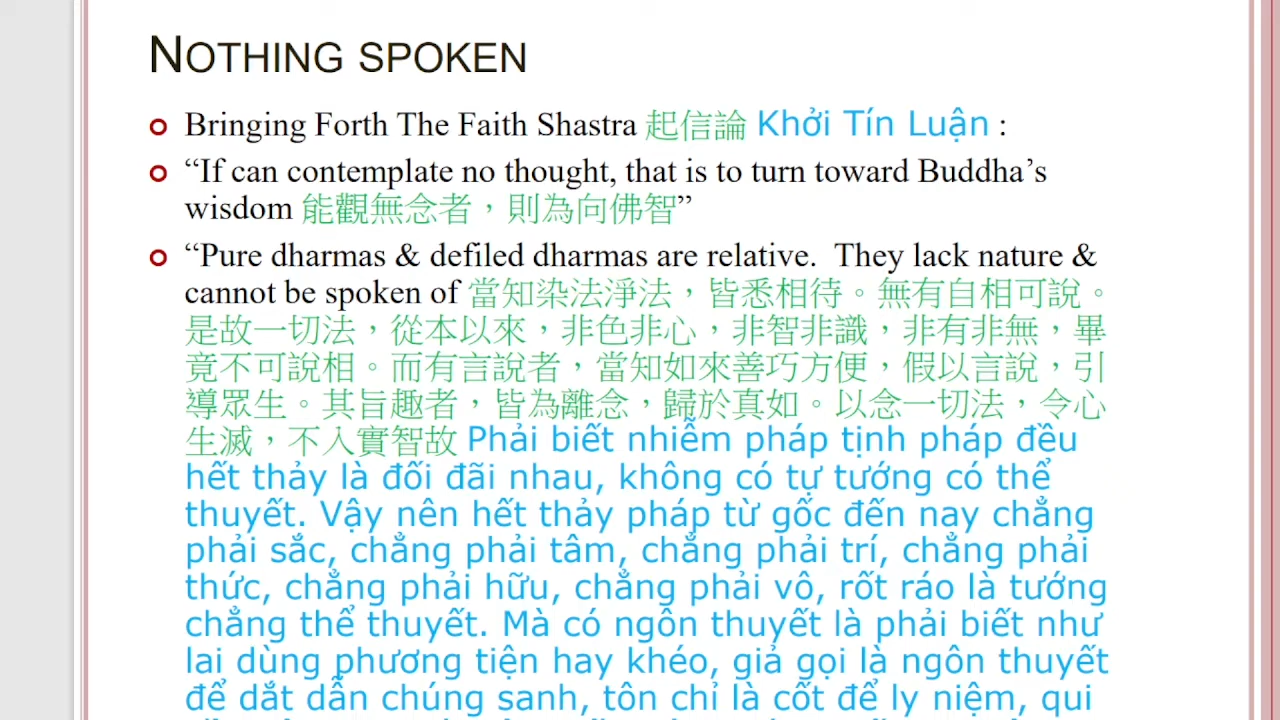 NOTHING SPOKEN
Bringing Forth The Faith Shastra 起信論 Khởi Tín Luận :
“If can contemplate no thought, that is to turn toward Buddha’s
wisdom 能觀無念者，則為向佛智”
“Pure dharmas & defiled dharmas are relative. They lack nature &
cannot be spoken of 當知染法淨法，皆悉相待。無有自相可說。
是故一切法，從本以來，非色非心，非智非識，非有非無，畢
竟不可說相。而有言說者，當知如來善巧方便，假以言說，引
導眾生。其旨趣者，皆為離念，歸於真如。以念一切法，令心
生滅，不入實智故 Phải biết nhiễm pháp tịnh pháp đều
hết thảy là đối đãi nhau, không có tự tướng có thể
thuyết. Vậy nên hết thảy pháp từ gốc đến nay chẳng
phải sắc, chẳng phải tâm, chẳng phải trí, chẳng phải
thức, chẳng phải hữu, chẳng phải vô, rốt ráo là tướng
chẳng thể thuyết. Mà có ngôn thuyết là phải biết như
lai dùng phương tiện hay khéo, giả gọi là ngôn thuyết
để dắt dẫn chúng sanh, tôn chỉ là cốt để ly niệm, qui